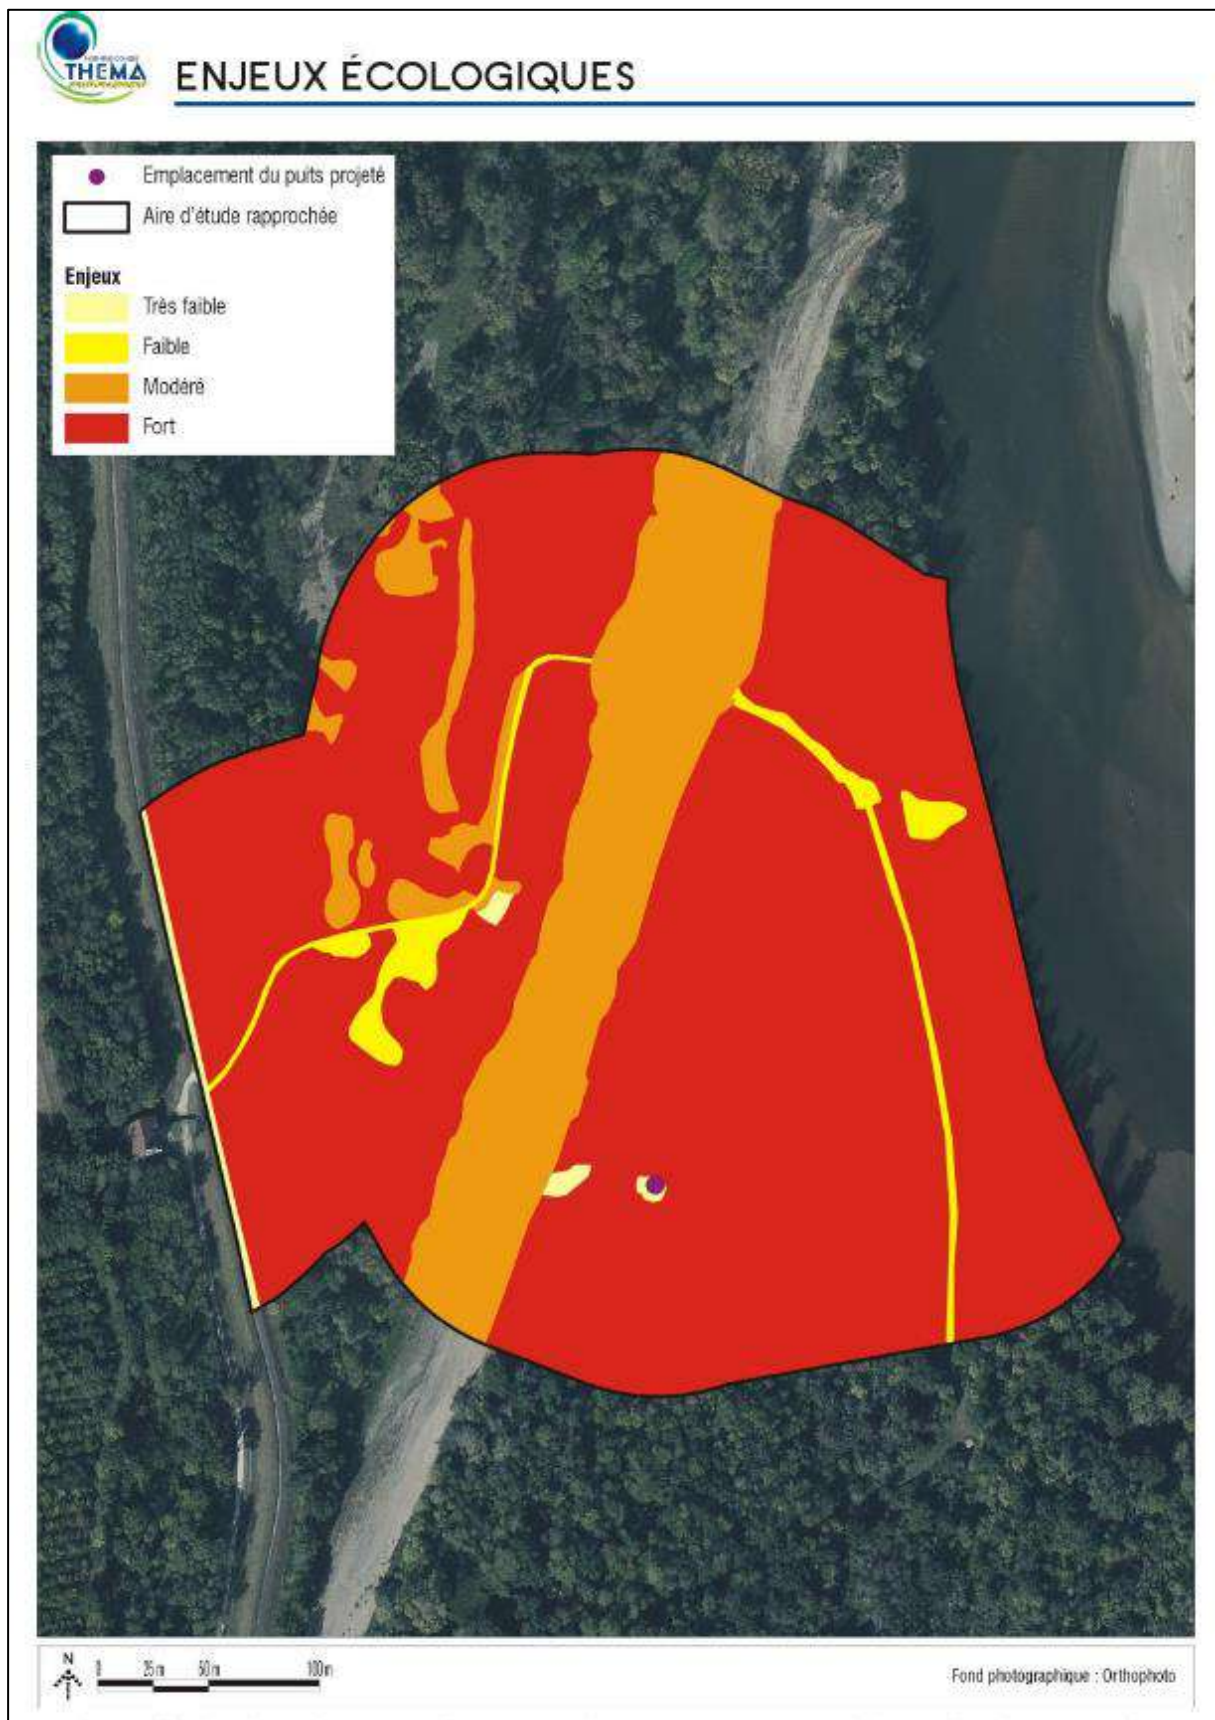 THEMA
ENJEUX ÉCOLOGIQUES
Emplacement du puits projeté
Aire d'étude rapprochée
Enjeux
Très faible
Faible
Modéré
Fort
N
0 25m 50m 100m
Fond photographique : Orthophoto